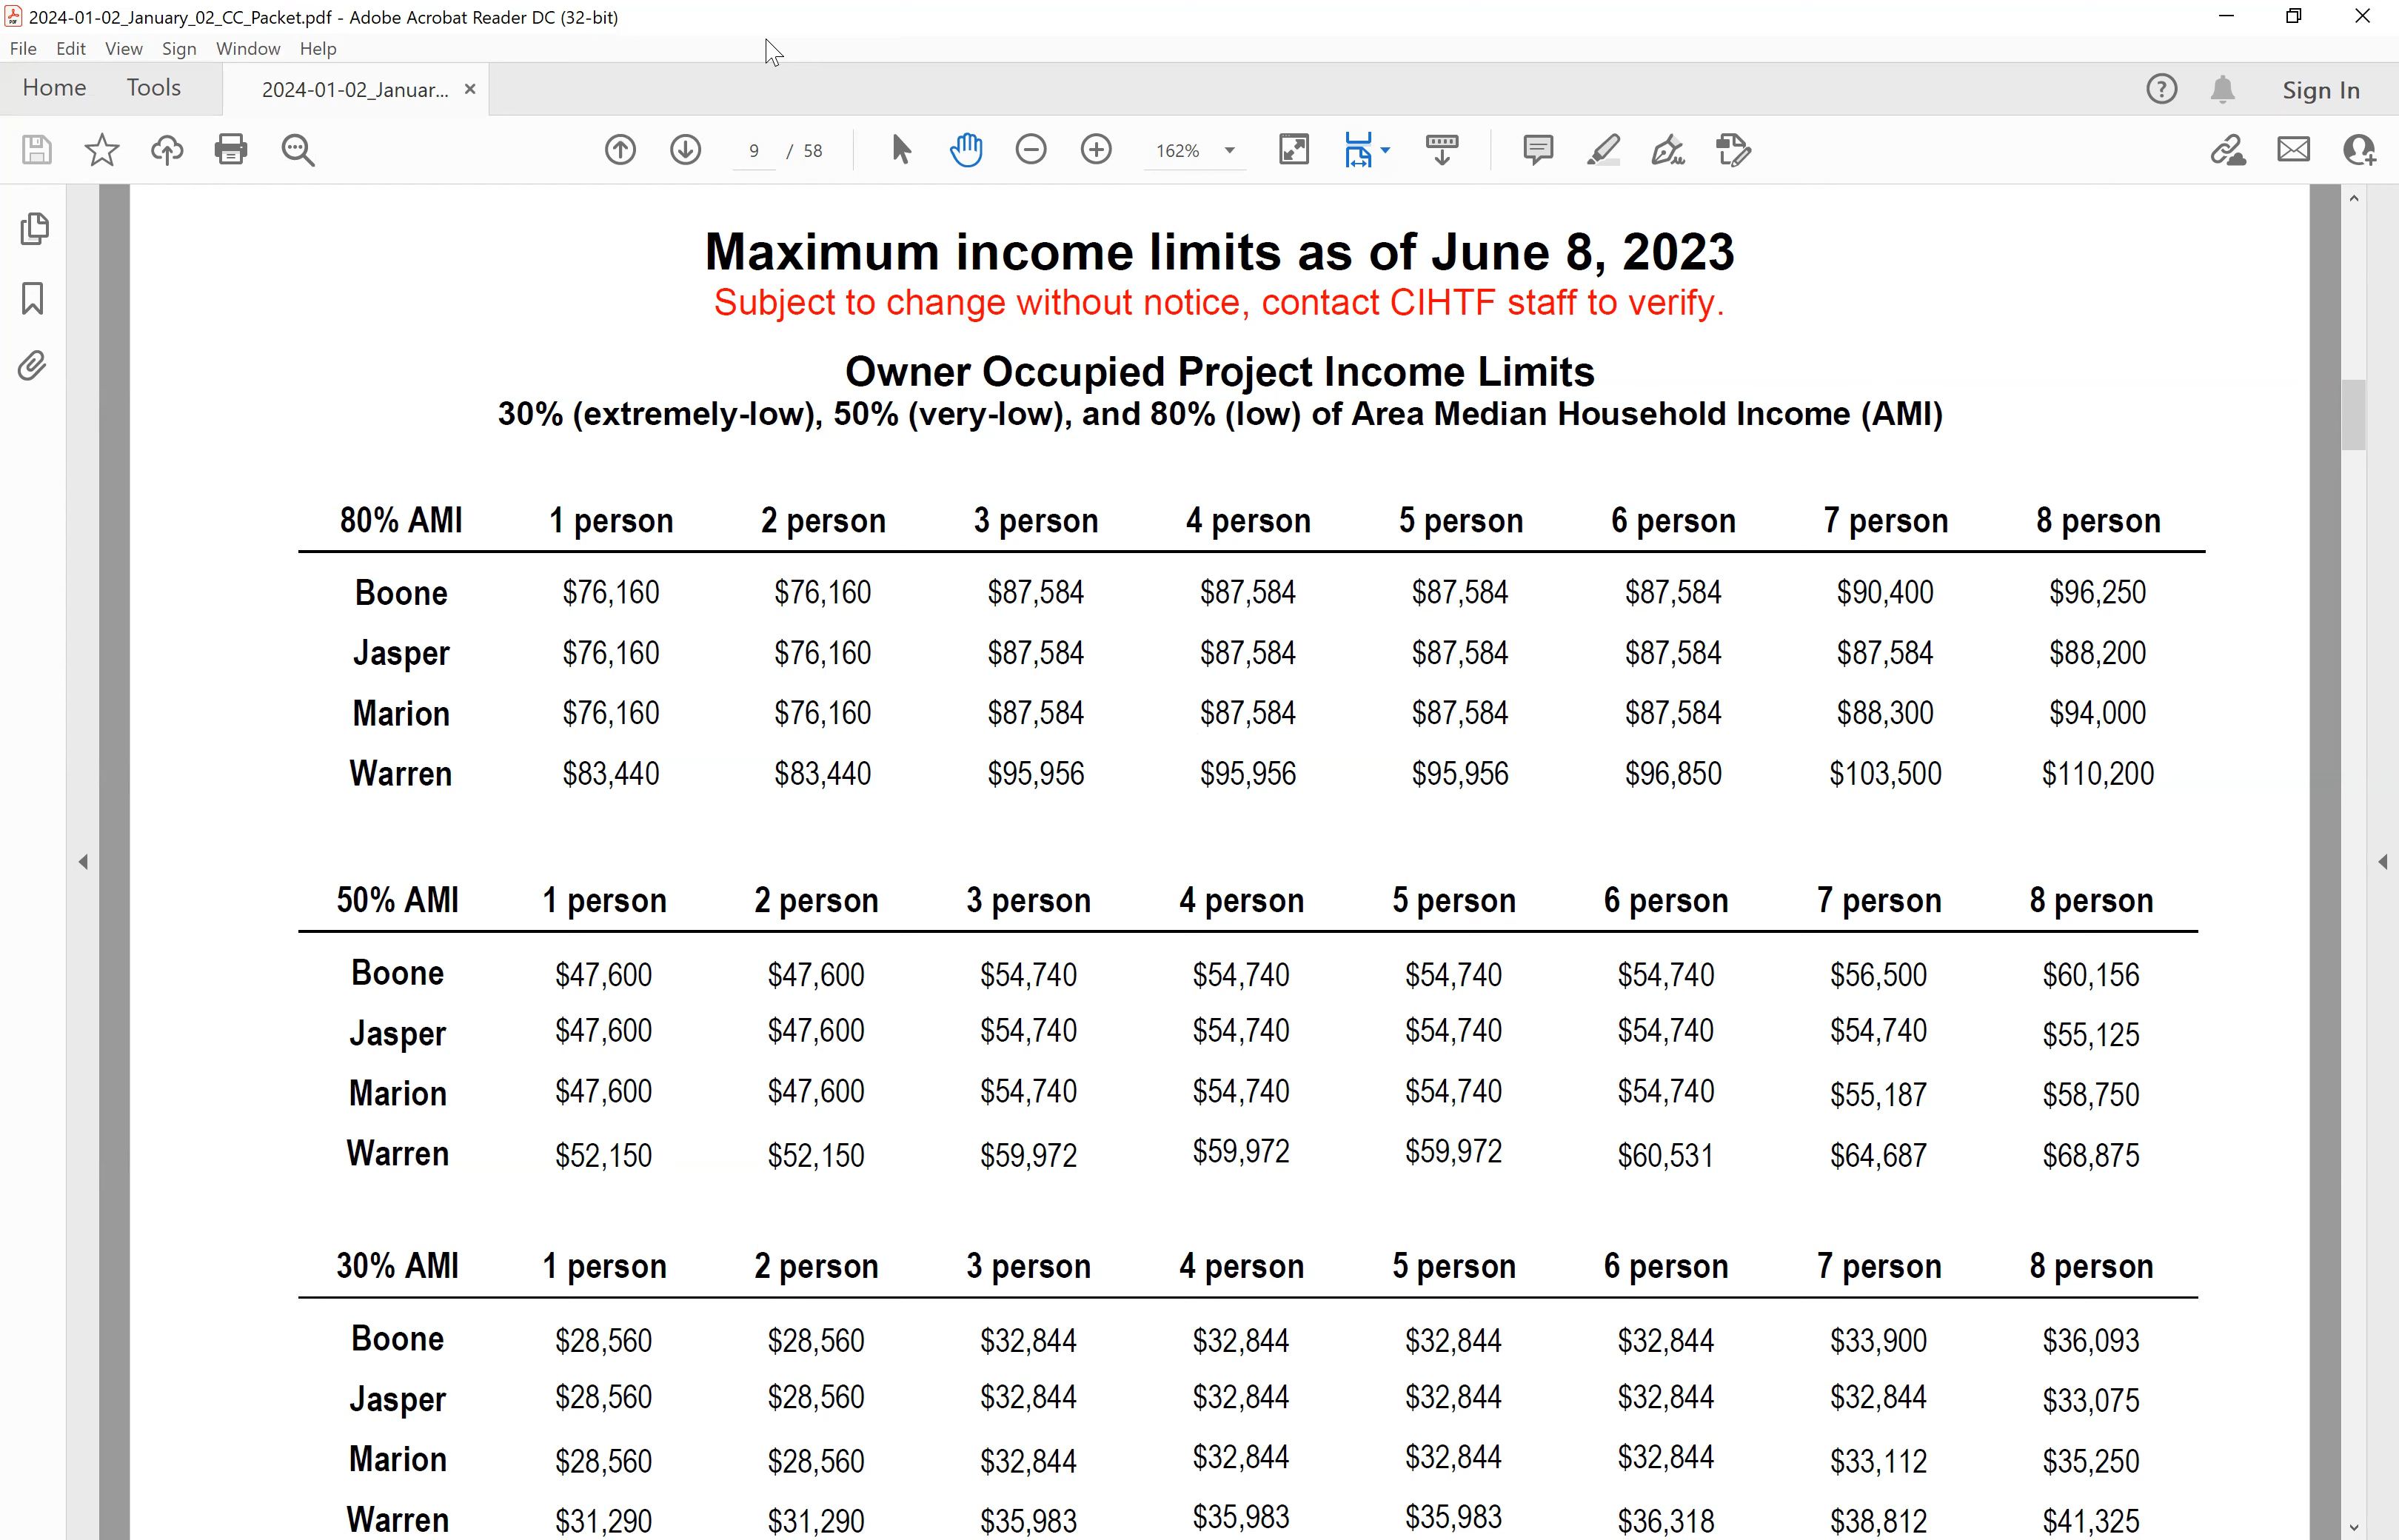 2024-01-02_January_02_CC_Packet.pdf - Adobe Acrobat Reader DC (32-bit)
File Edit View Sign Window Help
Home Tools 2024-01-02_Januar... × Sign In
9 / 58 162%
Maximum income limits as of June 8, 2023
Subject to change without notice, contact CIHTF staff to verify.
Owner Occupied Project Income Limits
30% (extremely-low), 50% (very-low), and 80% (low) of Area Median Household Income (AMI)
80% AMI 1 person 2 person 3 person 4 person 5 person 6 person 7 person 8 person
Boone $76,160 $76,160 $87,584 $87,584 $87,584 $87,584 $90,400 $96,250
Jasper $76,160 $76,160 $87,584 $87,584 $87,584 $87,584 $87,584 $88,200
Marion $76,160 $76,160 $87,584 $87,584 $87,584 $87,584 $88,300 $94,000
Warren $83,440 $83,440 $95,956 $95,956 $95,956 $96,850 $103,500 $110,200
50% AMI 1 person 2 person 3 person 4 person 5 person 6 person 7 person 8 person
Boone $47,600 $47,600 $54,740 $54,740 $54,740 $54,740 $56,500 $60,156
Jasper $47,600 $47,600 $54,740 $54,740 $54,740 $54,740 $54,740 $55,125
Marion $47,600 $47,600 $54,740 $54,740 $54,740 $54,740 $55,187 $58,750
Warren $52,150 $52,150 $59,972 $59,972 $59,972 $60,531 $64,687 $68,875
30% AMI 1 person 2 person 3 person 4 person 5 person 6 person 7 person 8 person
Boone $28,560 $28,560 $32,844 $32,844 $32,844 $32,844 $33,900 $36,093
Jasper $28,560 $28,560 $32,844 $32,844 $32,844 $32,844 $32,844 $33,075
Marion $28,560 $28,560 $32,844 $32,844 $32,844 $32,844 $33,112 $35,250
Warren $31,290 $31,290 $35,983 $35,983 $35,983 $36,318 $38,812 $41,325